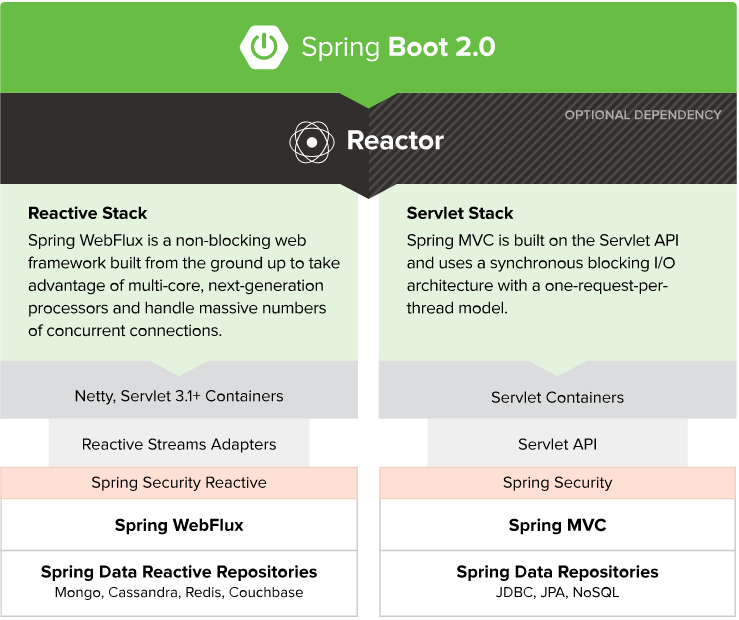 Spring Boot 2.0
OPTIONAL DEPENDENCY
Reactor
Reactive Stack
Spring WebFlux is a non-blocking web
framework built from the ground up to take
advantage of multi-core, next-generation
processors and handle massive numbers
of concurrent connections.
Netty, Servlet 3.1+ Containers
Reactive Streams Adapters
Spring Security Reactive
Spring WebFlux
Spring Data Reactive Repositories
Mongo, Cassandra, Redis, Couchbase
Servlet Stack
Spring MVC is built on the Servlet API
and uses a synchronous blocking I/O
architecture with a one-request-per-
thread model.
Servlet Containers
Servlet API
Spring Security
Spring MVC
Spring Data Repositories
JDBC, JPA, NoSQL